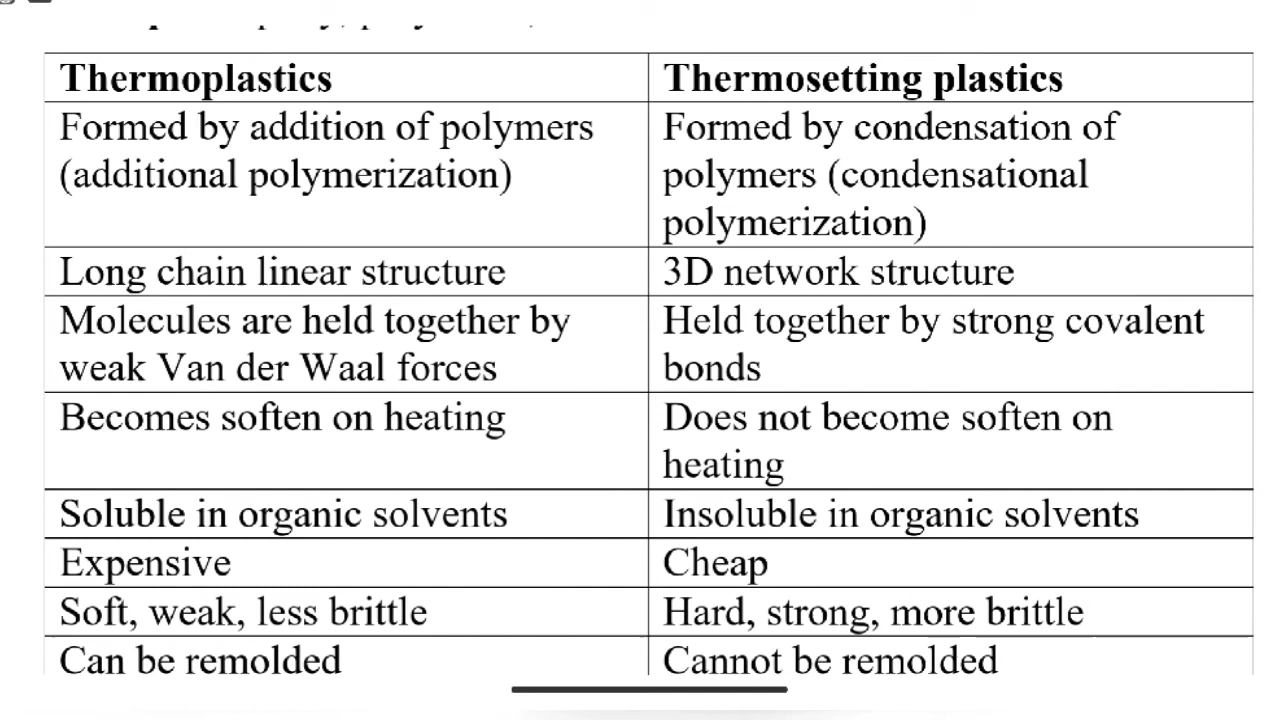 Thermoplastics
Thermosetting plastics
Formed by addition of polymers
(additional polymerization)
Formed by condensation of
polymers (condensational
polymerization)
Long chain linear structure
3D network structure
Molecules are held together by
weak Van der Waal forces
Held together by strong covalent
bonds
Becomes soften on heating
Does not become soften on
heating
Soluble in organic solvents
Insoluble in organic solvents
Expensive
Cheap
Soft, weak, less brittle
Hard, strong, more brittle
Can be remolded
Cannot be remolded